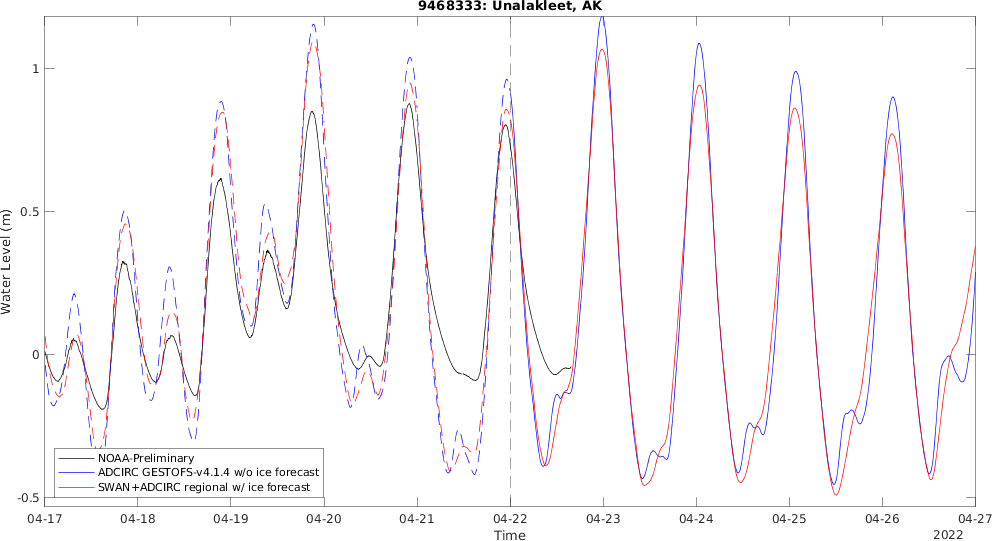 9468333: Unalakleet, AK
Water Level (m)
1
0.5
0
-0.5
NOAA-Preliminary
ADCIRC GESTOFS-v4.1.4 w/o ice forecast
SWAN+ADCIRC regional w/ ice forecast
04-17 04-18 04-19 04-20 04-21 04-22 04-23 04-24 04-25 04-26 04-27
Time
2022